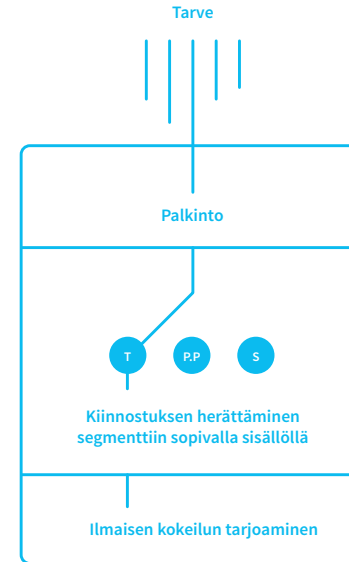 Tarve
Palkinto
T
P.P
S
Kiinnostuksen herättäminen
segmenttiin sopivalla sisällöllä
Ilmaisen kokeilun tarjoaminen